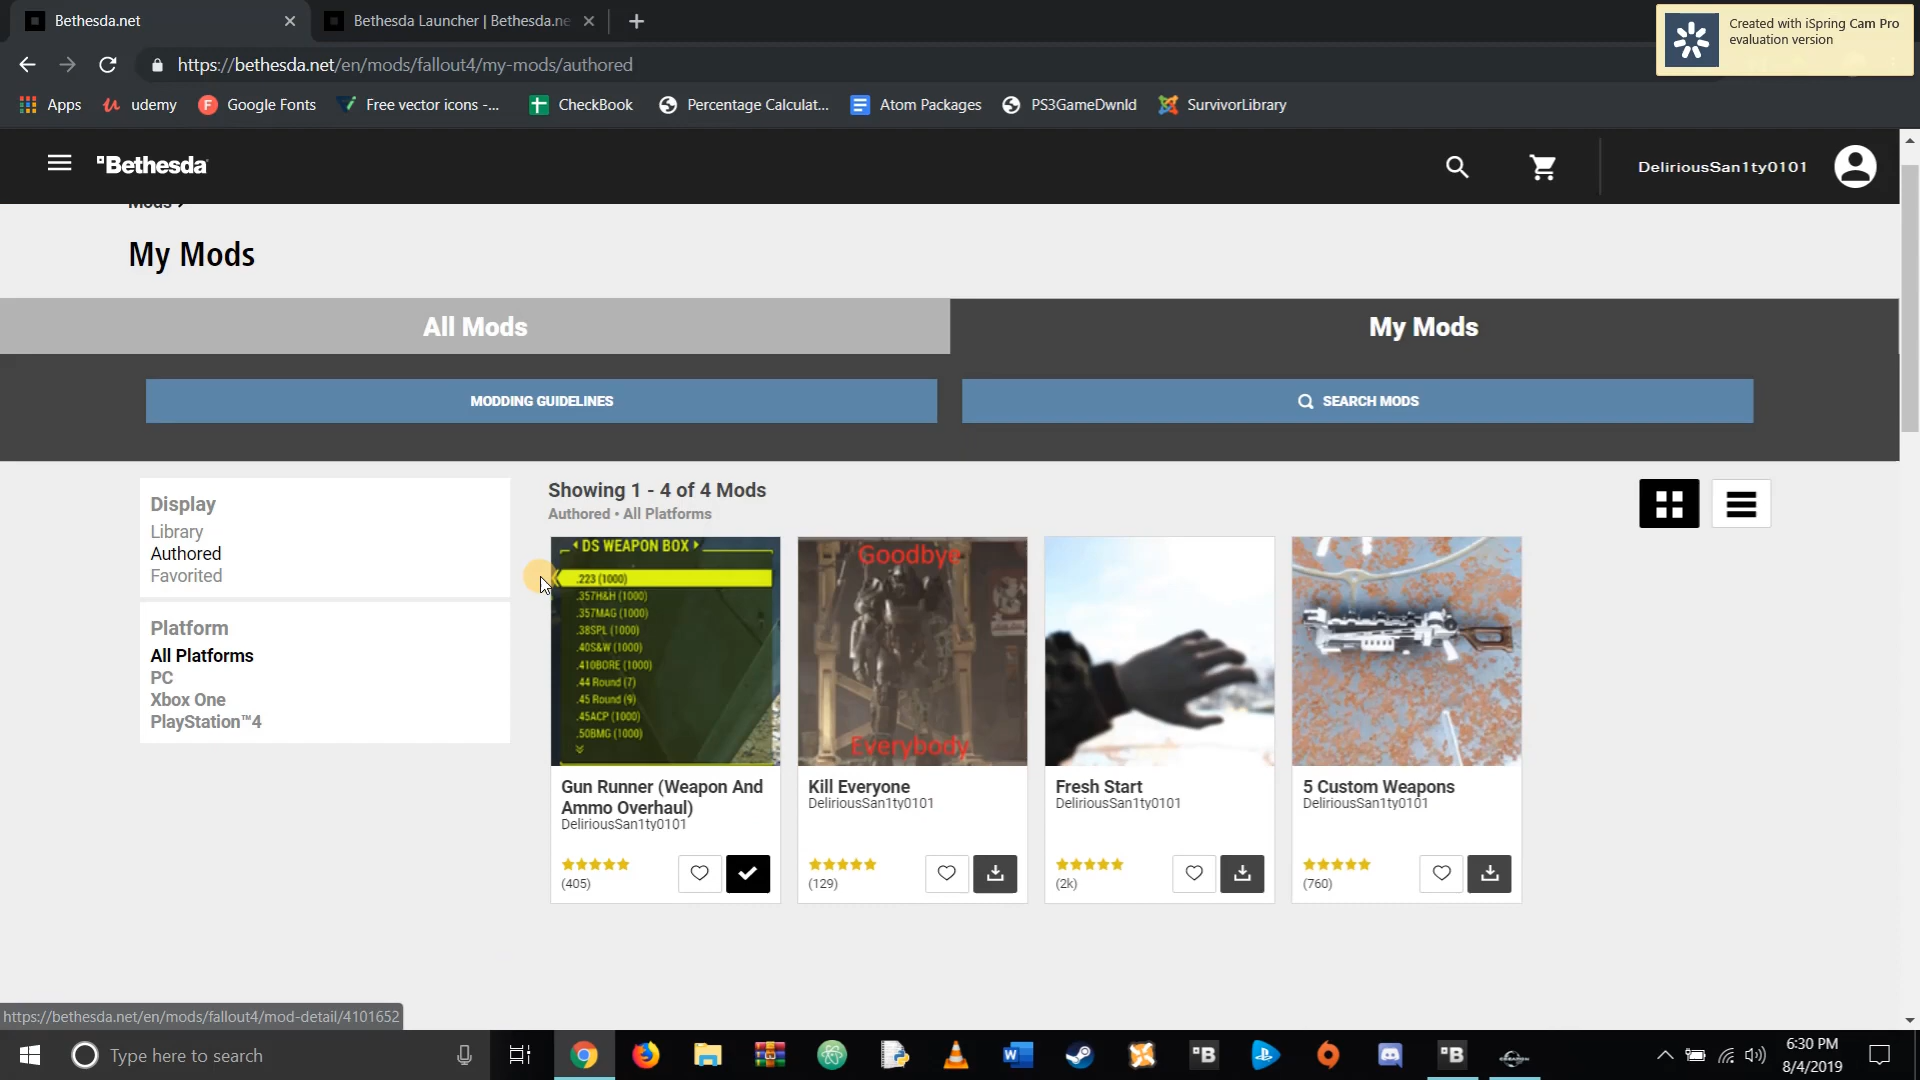 Bethesda.net
Bethesda Launcher | Bethesda.ne
Created with iSpring Cam Pro
evaluation version
https://bethesda.net/en/mods/fallout4/my-mods/authored
Apps
udemy
Google Fonts
Free vector icons -...
CheckBook
Percentage Calculat...
Atom Packages
PS3GameDwnld
SurvivorLibrary
Bethesda
DeliriousSan1ty0101
Mods
My Mods
All Mods
My Mods
MODDING GUIDELINES
SEARCH MODS
Display
Library
Authored
Favorited
Platform
All Platforms
PC
Xbox One
PlayStation™4
Showing 1 - 4 of 4 Mods
Authored • All Platforms
DS WEAPON BOX
.223 (1000)
.357H&H (1000)
.357MAG (1000)
.38SPL (1000)
.40S&W (1000)
.410BORE (1000)
.44 Round (7)
.45 Round (9)
.45ACP (1000)
.50BMG (1000)
Gun Runner (Weapon And
Ammo Overhaul)
DeliriousSan1ty0101
(405)
Goodbye
Everybody
Kill Everyone
DeliriousSan1ty0101
(129)
Fresh Start
DeliriousSan1ty0101
(2k)
5 Custom Weapons
DeliriousSan1ty0101
(760)
https://bethesda.net/en/mods/fallout4/mod-detail/4101652
Type here to search
6:30 PM
8/4/2019